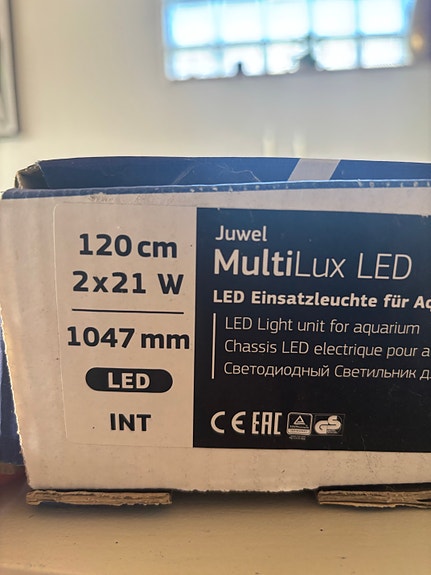 120 cm
2x21 W
1047 mm
LED
INT
Juwel
MultiLux LED
LED Einsatzleuchte für
LED Light unit for aquarium
Chassis LED electrique pour
Светодиодный Светильник
CE EAC GS